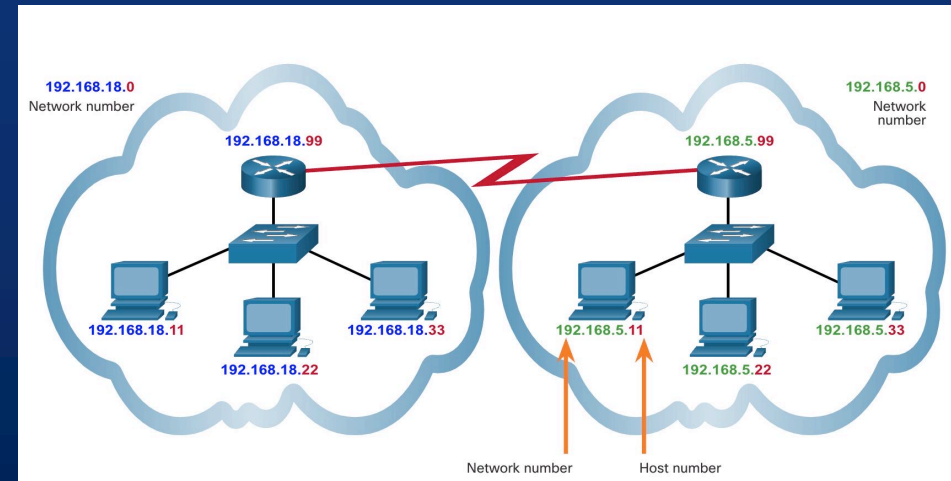 192.168.18.0
Network number
192.168.5.0
Network
number
192.168.18.99
192.168.5.99
192.168.18.11
192.168.18.33
192.168.18.22
192.168.5.11
192.168.5.33
192.168.5.22
Network number
Host number